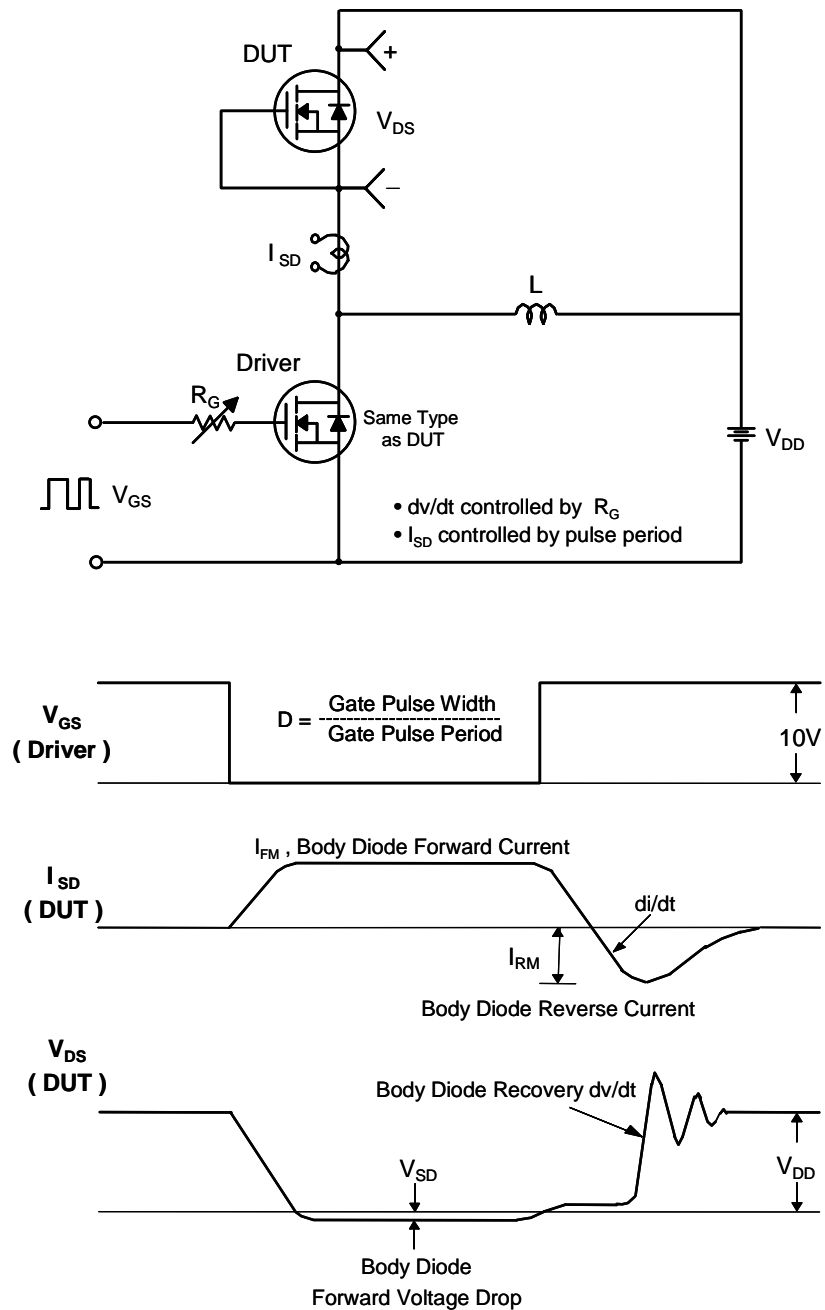 DUT
+
V_DS
–
I_SD
L
Driver
R_G
Same Type
as DUT
V_DD
V_GS
• dv/dt controlled by R_G
• I_SD controlled by pulse period
V_GS
( Driver )
D = Gate Pulse Width
Gate Pulse Period
10V
I_FM , Body Diode Forward Current
I_SD
( DUT )
di/dt
I_RM
Body Diode Reverse Current
V_DS
( DUT )
Body Diode Recovery dv/dt
V_SD
V_DD
Body Diode
Forward Voltage Drop